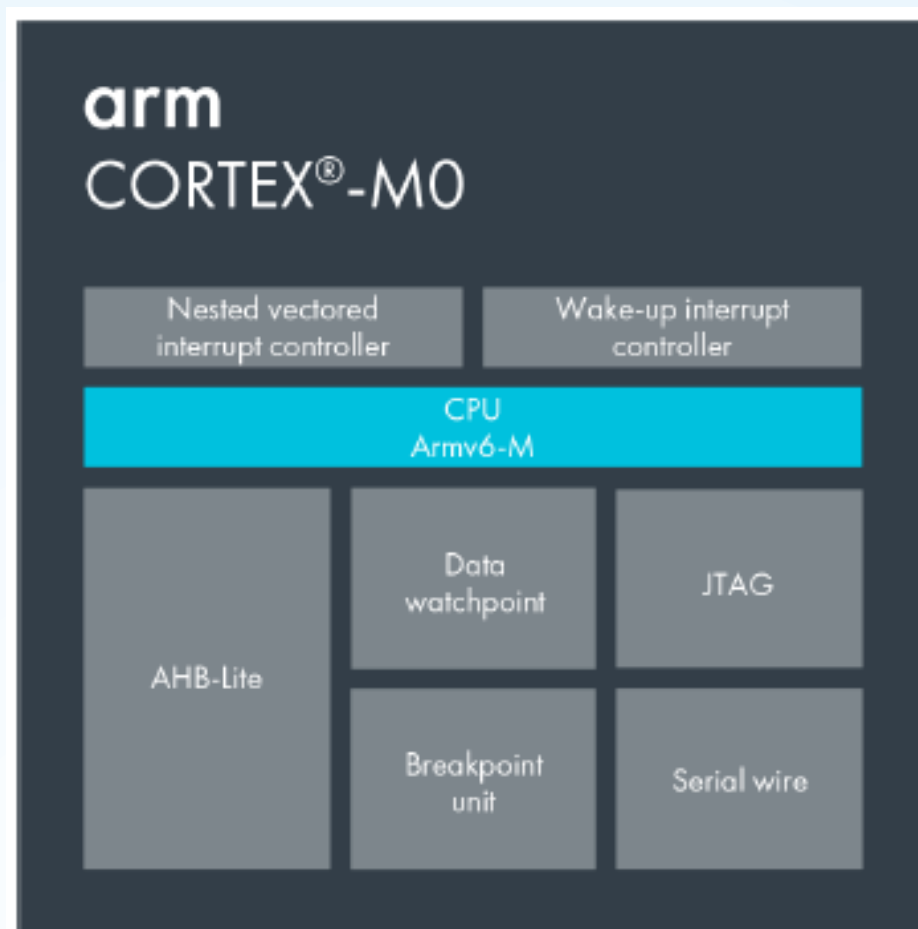 arm
CORTEX®-M0
Nested vectored
interrupt controller
Wake-up interrupt
controller
CPU
Armv6-M
AHB-Lite
Data
watchpoint
JTAG
Breakpoint
unit
Serial wire